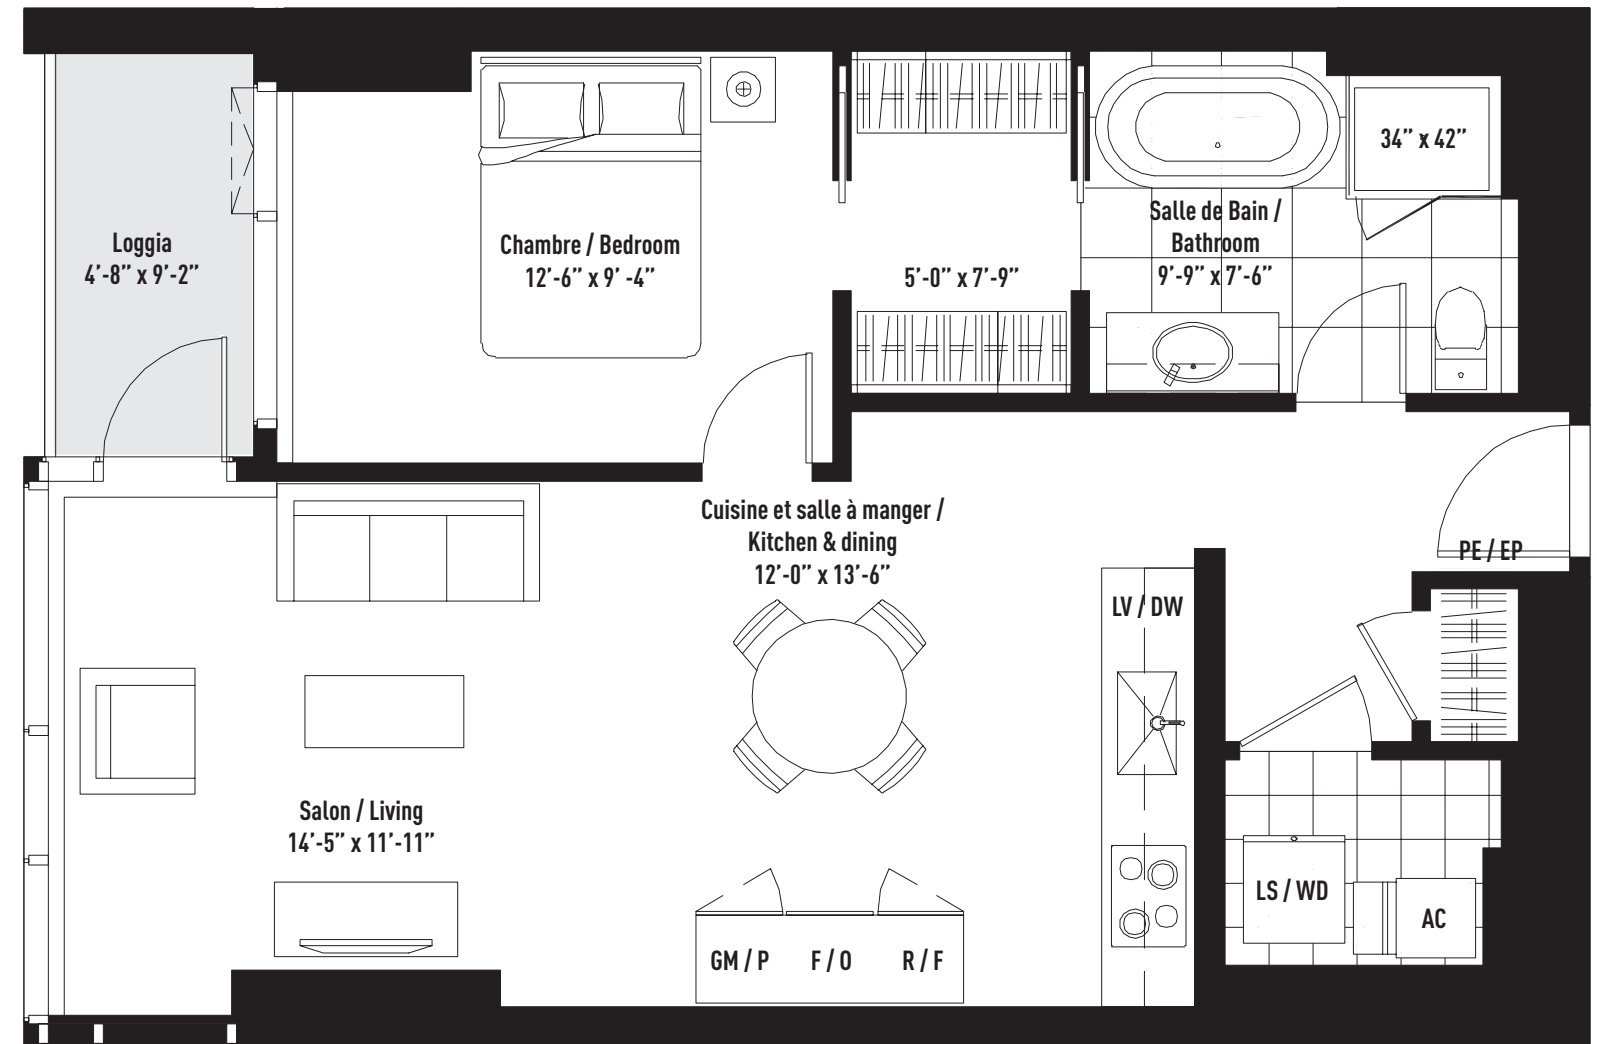 34” x 42”
Salle de Bain /
Bathroom
9’-9” x 7’-6”
Loggia
4’-8” x 9’-2”
Chambre / Bedroom
12’-6” x 9’ -4”
5’-0” x 7’-9”
Cuisine et salle à manger /
Kitchen & dining
12’-0” x 13’-6”
PE / EP
LV / DW
Salon / Living
14’-5” x 11’-11”
LS / WD
AC
GM / P
F / O
R / F